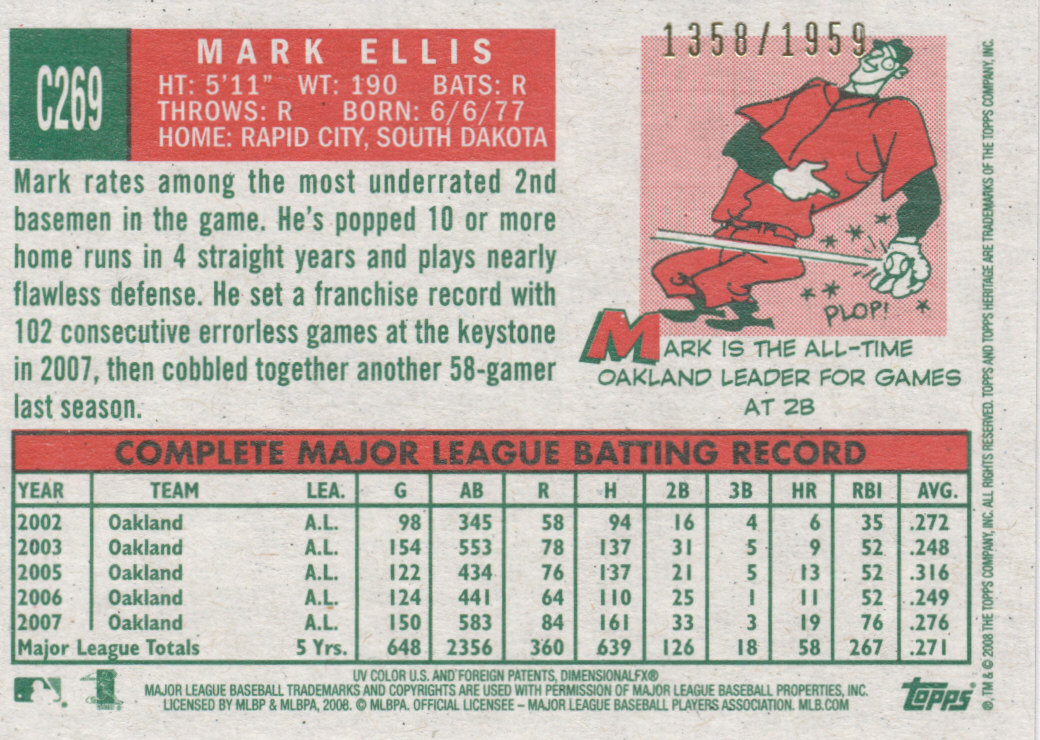 C269
MARK ELLIS
HT: 5'11" WT: 190 BATS: R
THROWS: R BORN: 6/6/77
HOME: RAPID CITY, SOUTH DAKOTA
Mark rates among the most underrated 2nd
basemen in the game. He's popped 10 or more
home runs in 4 straight years and plays nearly
flawless defense. He set a franchise record with
102 consecutive errorless games at the keystone
in 2007, then cobbled together another 58-gamer
last season.
1358/1959
PLOP!
MARK IS THE ALL-TIME
OAKLAND LEADER FOR GAMES
AT 2B
COMPLETE MAJOR LEAGUE BATTING RECORD
YEAR TEAM LEA. G AB R H 2B 3B HR RBI AVG.
2002 Oakland A.L. 98 345 58 94 16 4 6 35 .272
2003 Oakland A.L. 154 553 78 137 31 5 9 52 .248
2005 Oakland A.L. 122 434 76 137 21 5 13 52 .316
2006 Oakland A.L. 124 441 64 110 25 1 11 52 .249
2007 Oakland A.L. 150 583 84 161 33 3 19 76 .276
Major League Totals 5 Yrs. 648 2356 360 639 126 18 58 267 .271
UV COLOR U.S. AND FOREIGN PATENTS, DIMENSIONALFX®
MAJOR LEAGUE BASEBALL TRADEMARKS AND COPYRIGHTS ARE USED WITH PERMISSION OF MAJOR LEAGUE BASEBALL PROPERTIES, INC.
LICENSED BY MLBP & MLBPA, 2008. © MLBPA. OFFICIAL LICENSEE – MAJOR LEAGUE BASEBALL PLAYERS ASSOCIATION. MLB.COM
Topps
®, TM & © 2008 THE TOPPS COMPANY, INC. ALL RIGHTS RESERVED. TOPPS AND TOPPS HERITAGE ARE TRADEMARKS OF THE TOPPS COMPANY, INC.